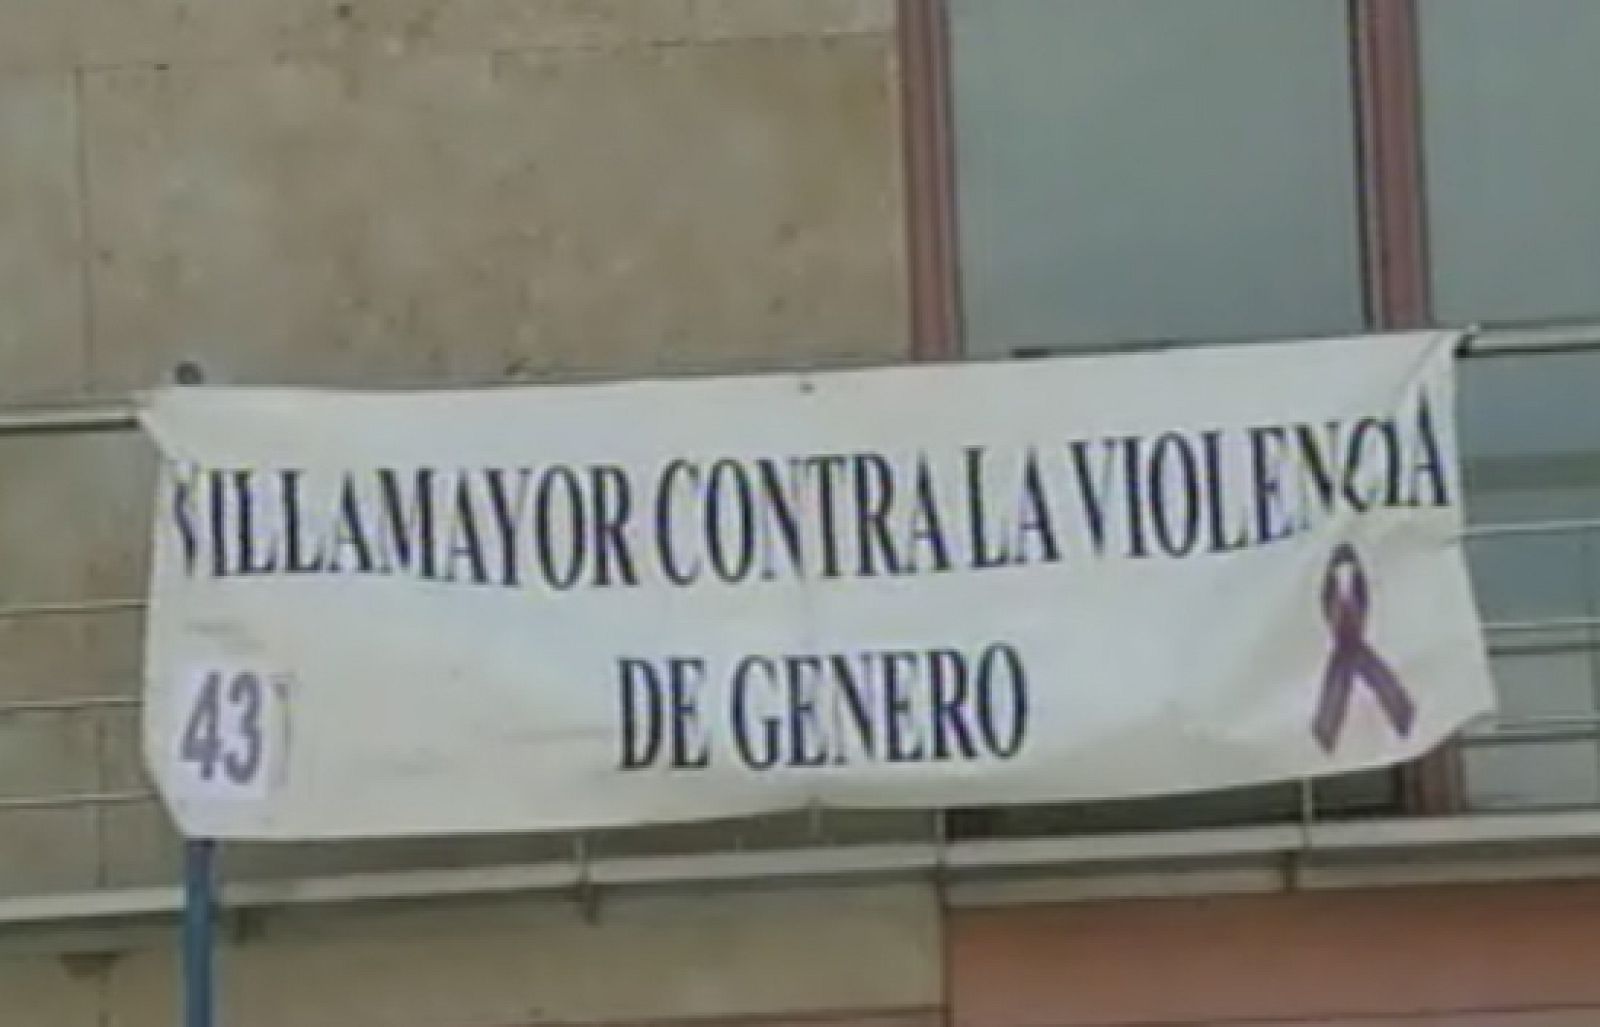 VILLAMAYOR CONTRA LA VIOLENCIA
DE GENERO
43